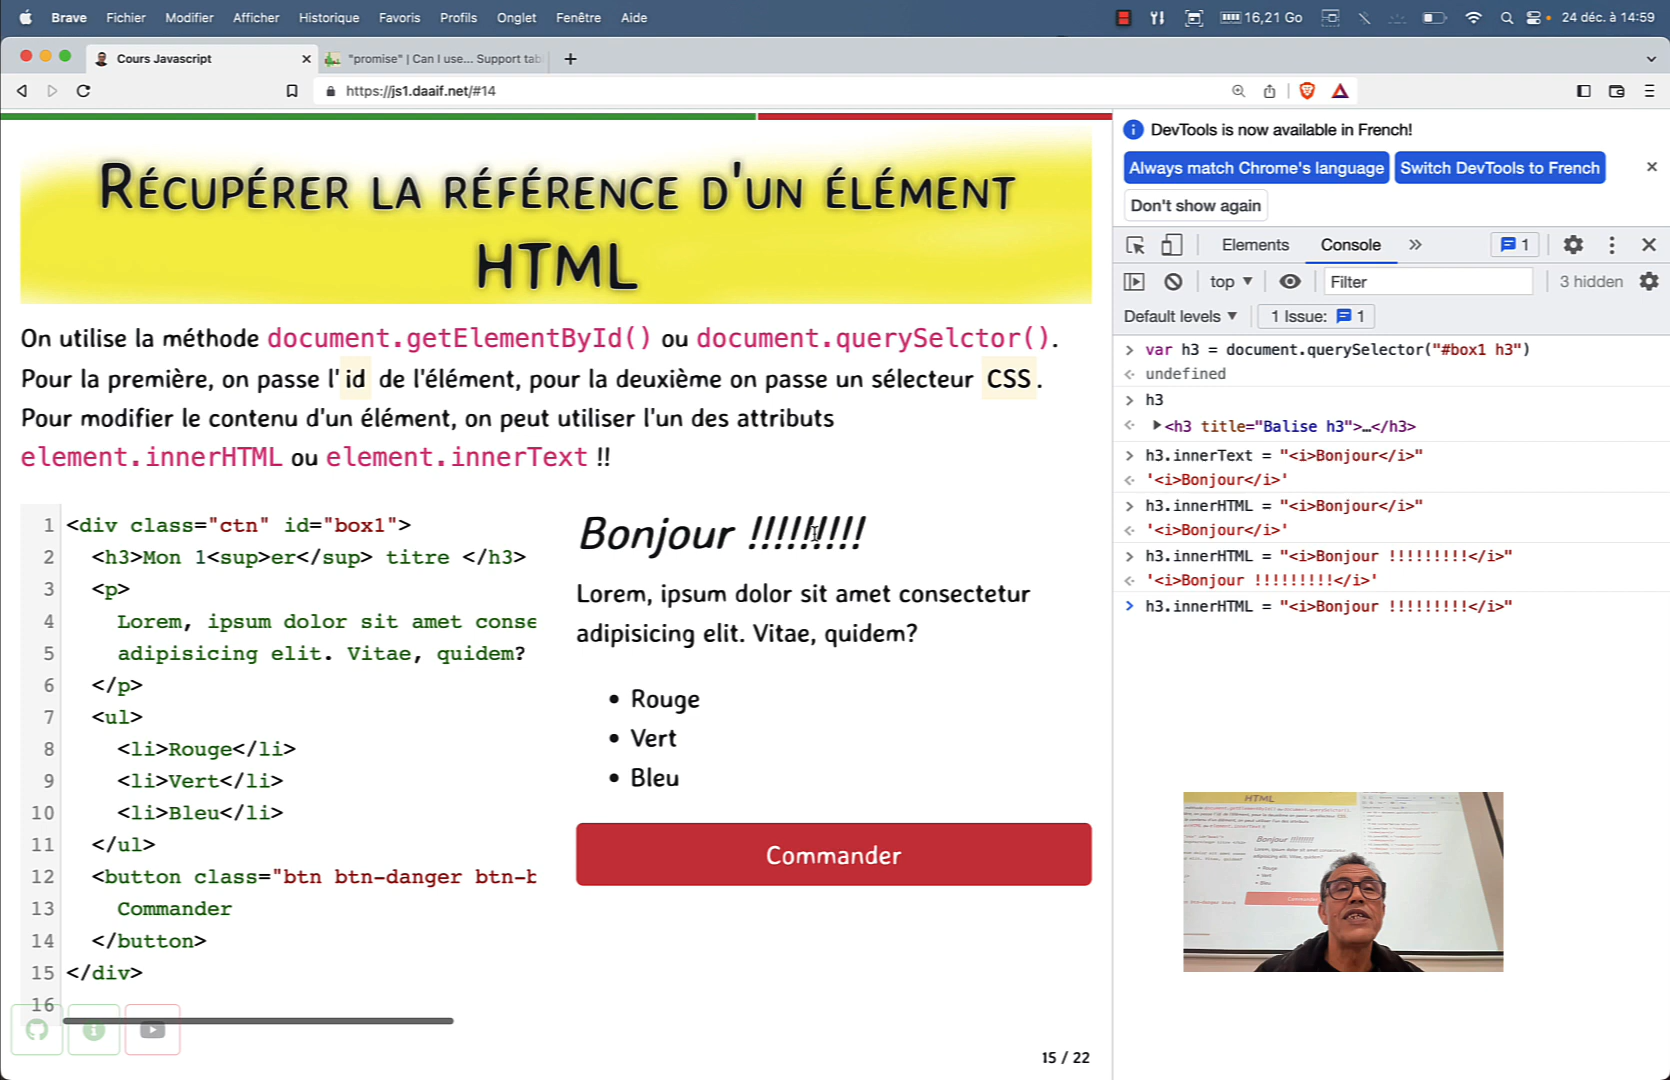 Brave Fichier Modifier Afficher Historique Favoris Profils Onglet Fenêtre Aide 16,21 Go 24 déc. à 14:59
Cours Javascript "promise" | Can I use... Support tab
https://js1.daaif.net/#14
DevTools is now available in French!
Always match Chrome's language Switch DevTools to French
Don't show again
Elements Console 1
top Filter 3 hidden
Default levels 1 Issue: 1
RÉCUPÉRER LA RÉFÉRENCE D'UN ÉLÉMENT
HTML
On utilise la méthode document.getElementById() ou document.querySelctor().
Pour la première, on passe l'id de l'élément, pour la deuxième on passe un sélecteur CSS.
Pour modifier le contenu d'un élément, on peut utiliser l'un des attributs
element.innerHTML ou element.innerText !!
1 <div class="ctn" id="box1">
2 <h3>Mon 1<sup>er</sup> titre </h3>
3 <p>
4 Lorem, ipsum dolor sit amet conse
5 adipisicing elit. Vitae, quidem?
6 </p>
7 <ul>
8 <li>Rouge</li>
9 <li>Vert</li>
10 <li>Bleu</li>
11 </ul>
12 <button class="btn btn-danger btn-b
13 Commander
14 </button>
15 </div>
16
Bonjour !!!!!!!!!
Lorem, ipsum dolor sit amet consectetur
adipisicing elit. Vitae, quidem?
• Rouge
• Vert
• Bleu
Commander
15 / 22
var h3 = document.querySelector("#box1 h3")
undefined
h3
<h3 title="Balise h3">…</h3>
h3.innerText = "<i>Bonjour</i>"
'<i>Bonjour</i>'
h3.innerHTML = "<i>Bonjour</i>"
'<i>Bonjour</i>'
h3.innerHTML = "<i>Bonjour !!!!!!!!!</i>"
'<i>Bonjour !!!!!!!!!</i>'
h3.innerHTML = "<i>Bonjour !!!!!!!!!</i>"
HTML
Bonjour !!!!!!!!!
Rouge
Vert
Bleu